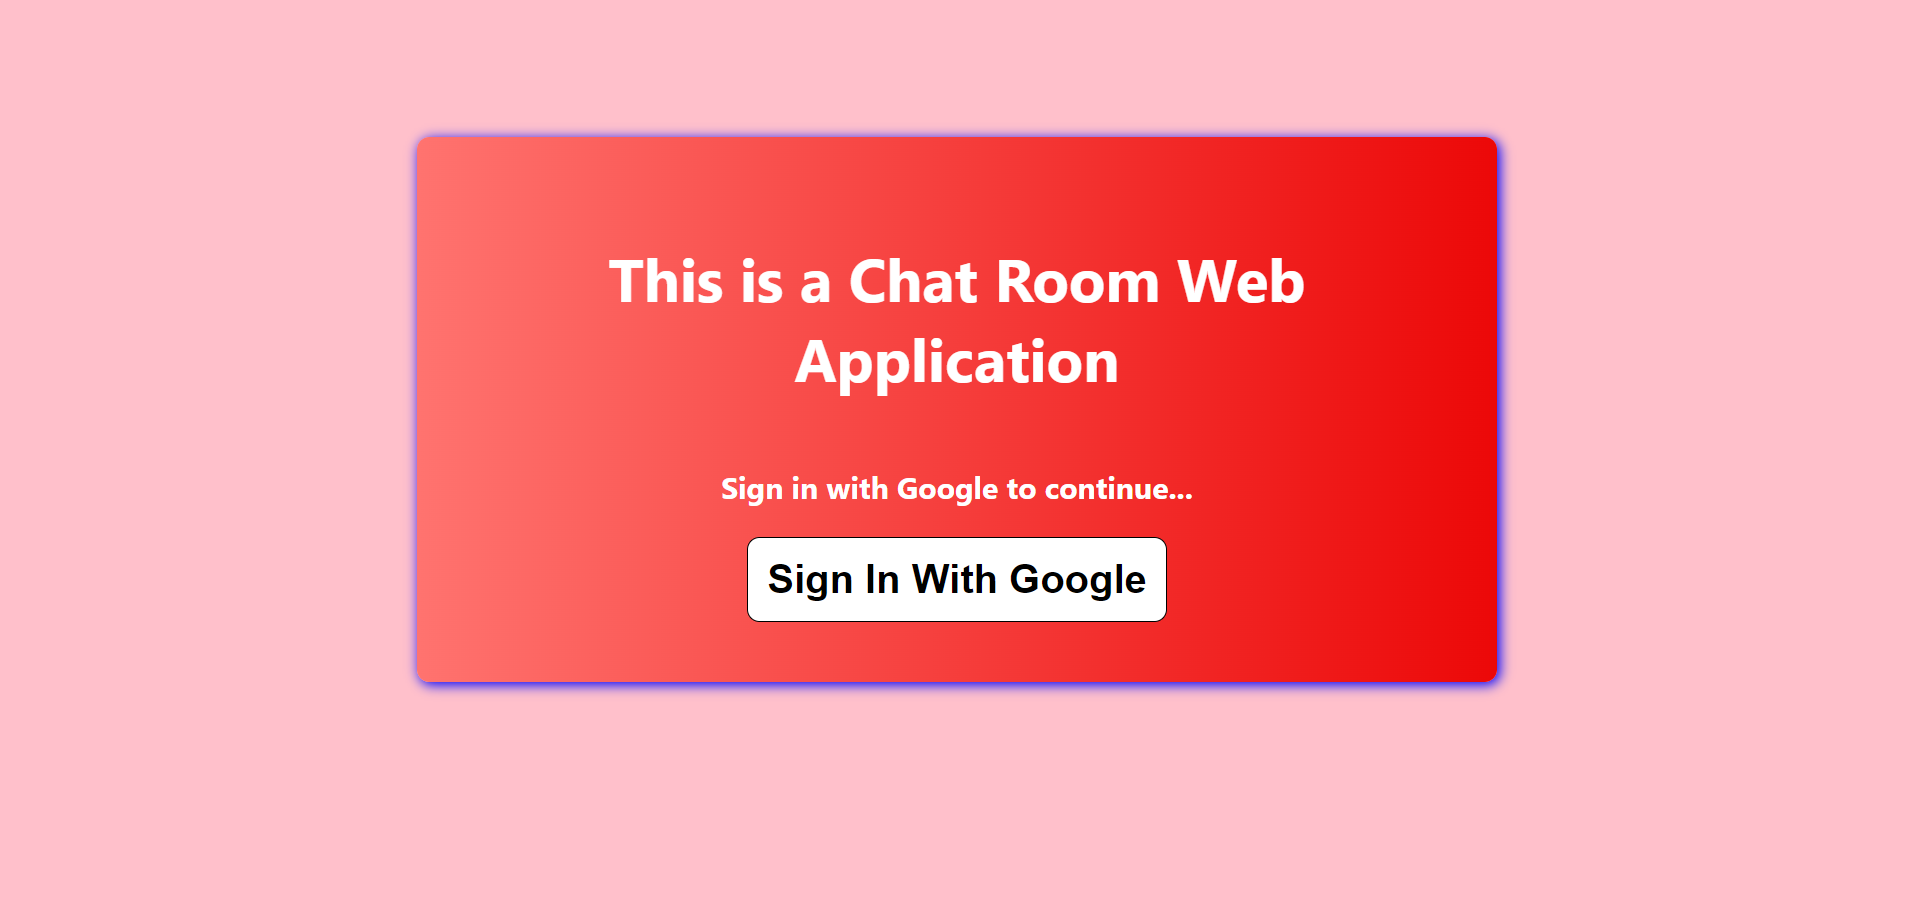 This is a Chat Room Web
Application
Sign in with Google to continue...
Sign In With Google